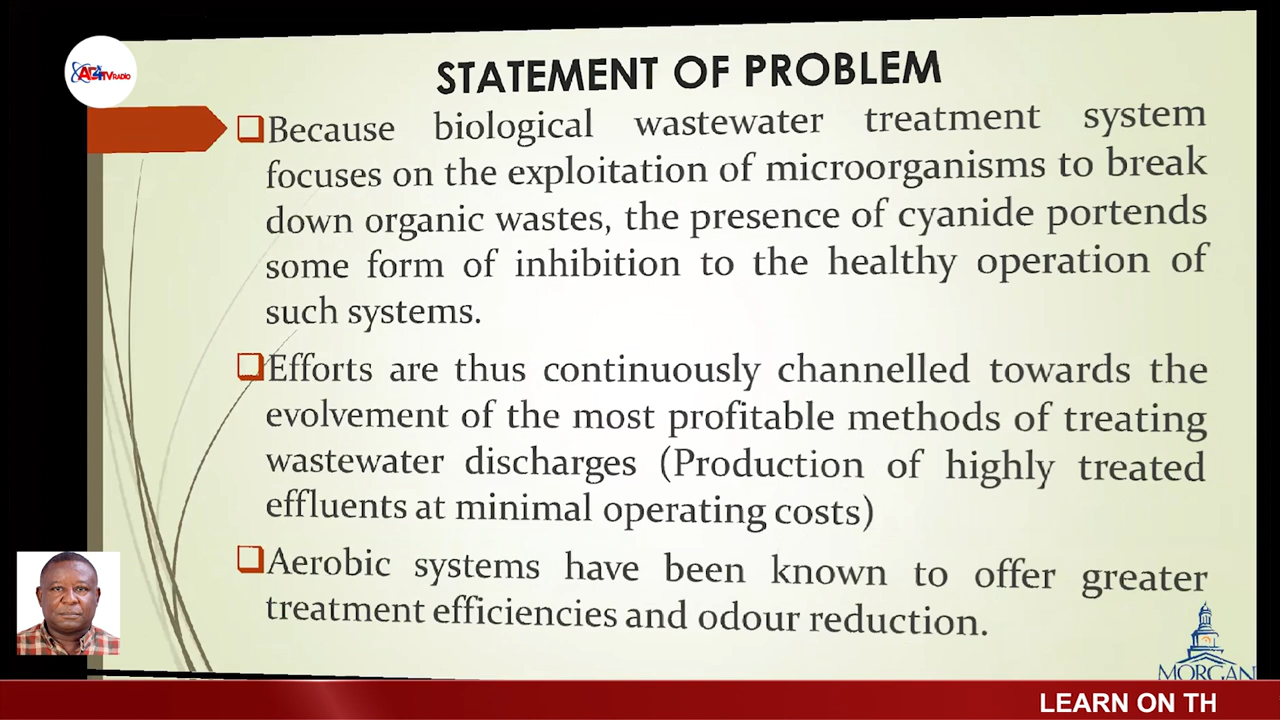 AC4TV RADIO
STATEMENT OF PROBLEM
Because biological wastewater treatment system
focuses on the exploitation of microorganisms to break
down organic wastes, the presence of cyanide portends
some form of inhibition to the healthy operation of
such systems.
Efforts are thus continuously channelled towards the
evolvement of the most profitable methods of treating
wastewater discharges (Production of highly treated
effluents at minimal operating costs)
Aerobic systems have been known to offer greater
treatment efficiencies and odour reduction.
MORGAN
LEARN ON TH